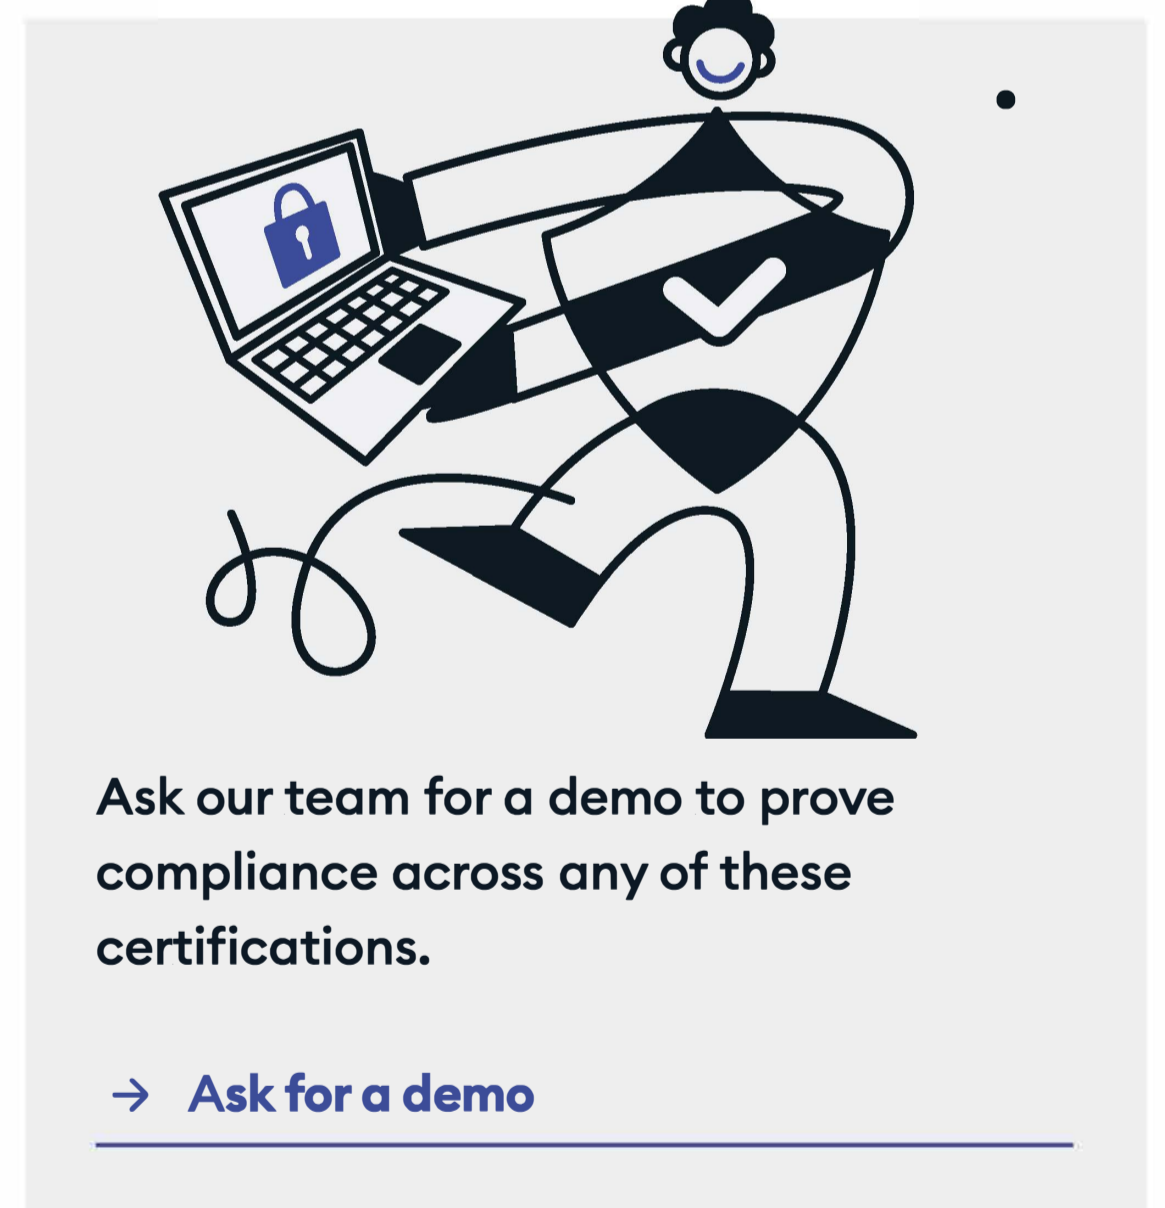 Ask our team for a demo to prove
compliance across any of these
certifications.
→ Ask for a demo